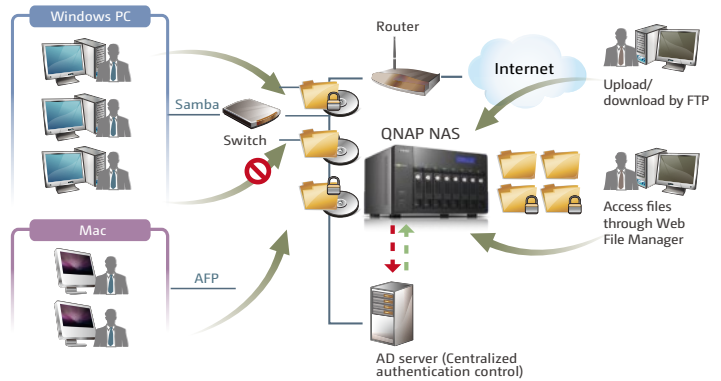 Windows PC
Router
Internet
Upload/
download by FTP
Samba
Switch
QNAP NAS
Access files
through Web
File Manager
Mac
AFP
AD server (Centralized
authentication control)